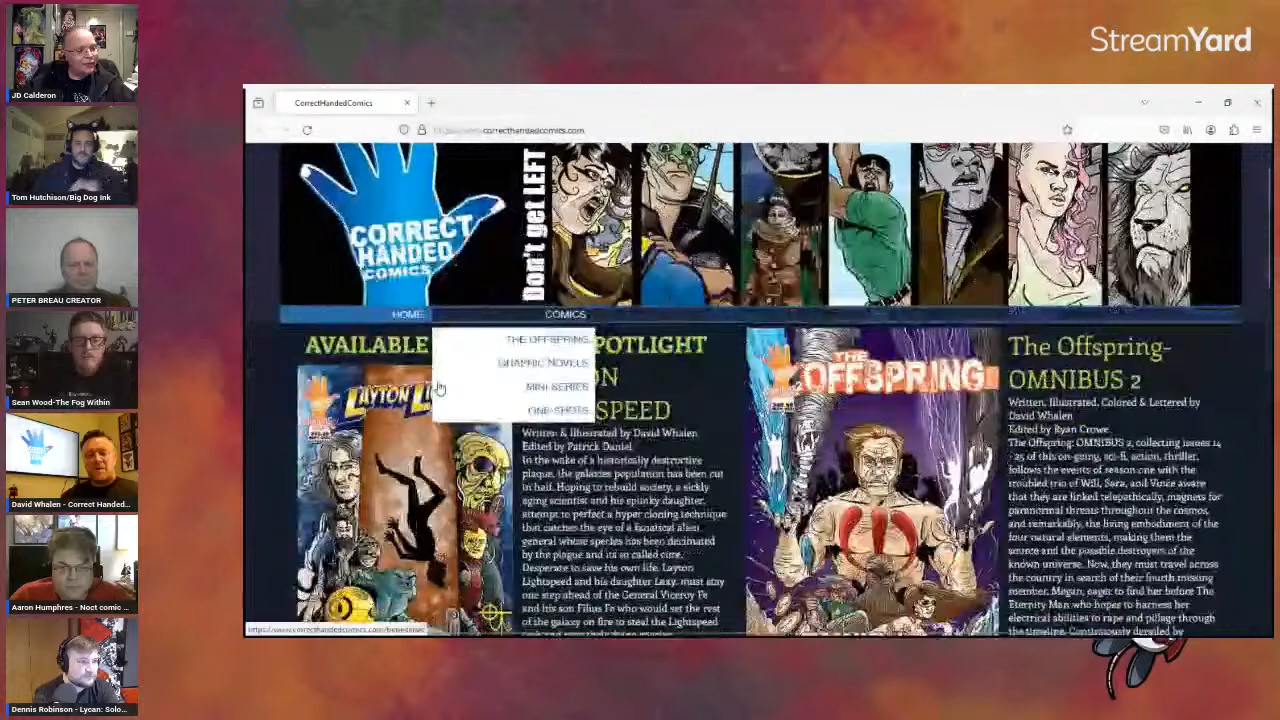 StreamYard
JD Calderon
Tom Hutchison/Big Dog Ink
PETER BREAU CREATOR
Sean Wood-The Fog Within
David Whalen - Correct Handed...
Aaron Humphres - Noct comic ...
Dennis Robinson - Lycan: Solo...
CorrectHandedComics
correcthandedcomics.com
CORRECT
HANDED
COMICS
Don't get LEFT
HOME
COMICS
THE OFFSPRING
GRAPHIC NOVELS
MINI SERIES
ONE-SHOTS
AVAILABLE
POTLIGHT
ON
SPEED
Written & Illustrated by David Whalen
Edited by Patrick Daniel
In the wake of a historically destructive
plague, the galaxies population has been cut
in half. Hoping to rebuild society, a sickly
aging scientist and his spunky daughter,
attempt to perfect a hyper cloning technique
that catches the eye of a fanatical alien
general whose species has been decimated
by the plague and its so called cure.
Desperate to save his own life, Layton
Lightspeed and his daughter Laxy, must stay
one step ahead of the General Viceroy Fe
and his son Filius Fe who would set the rest
of the galaxy on fire to steal the Lightspeed
LAYTON LI
THE
OFFSPRING
The Offspring-
OMNIBUS 2
Written, Illustrated, Colored & Lettered by
David Whalen
Edited by Ryan Crowe
The Offspring: OMNIBUS 2, collecting issues 14
- 25 of this on-going, sci-fi, action, thriller,
follows the events of season one with the
troubled trio of Will, Sara, and Vince aware
that they are linked telepathically, magnets for
paranormal threats throughout the cosmos,
and remarkably, the living embodiment of the
four natural elements, making them the
source and the possible destroyers of the
known universe. Now, they must travel across
the country in search of their fourth missing
member, Megan, eager to find her before The
Eternity Man who hopes to harness her
electrical abilities to rape and pillage through
the timeline. Continuously derailed by